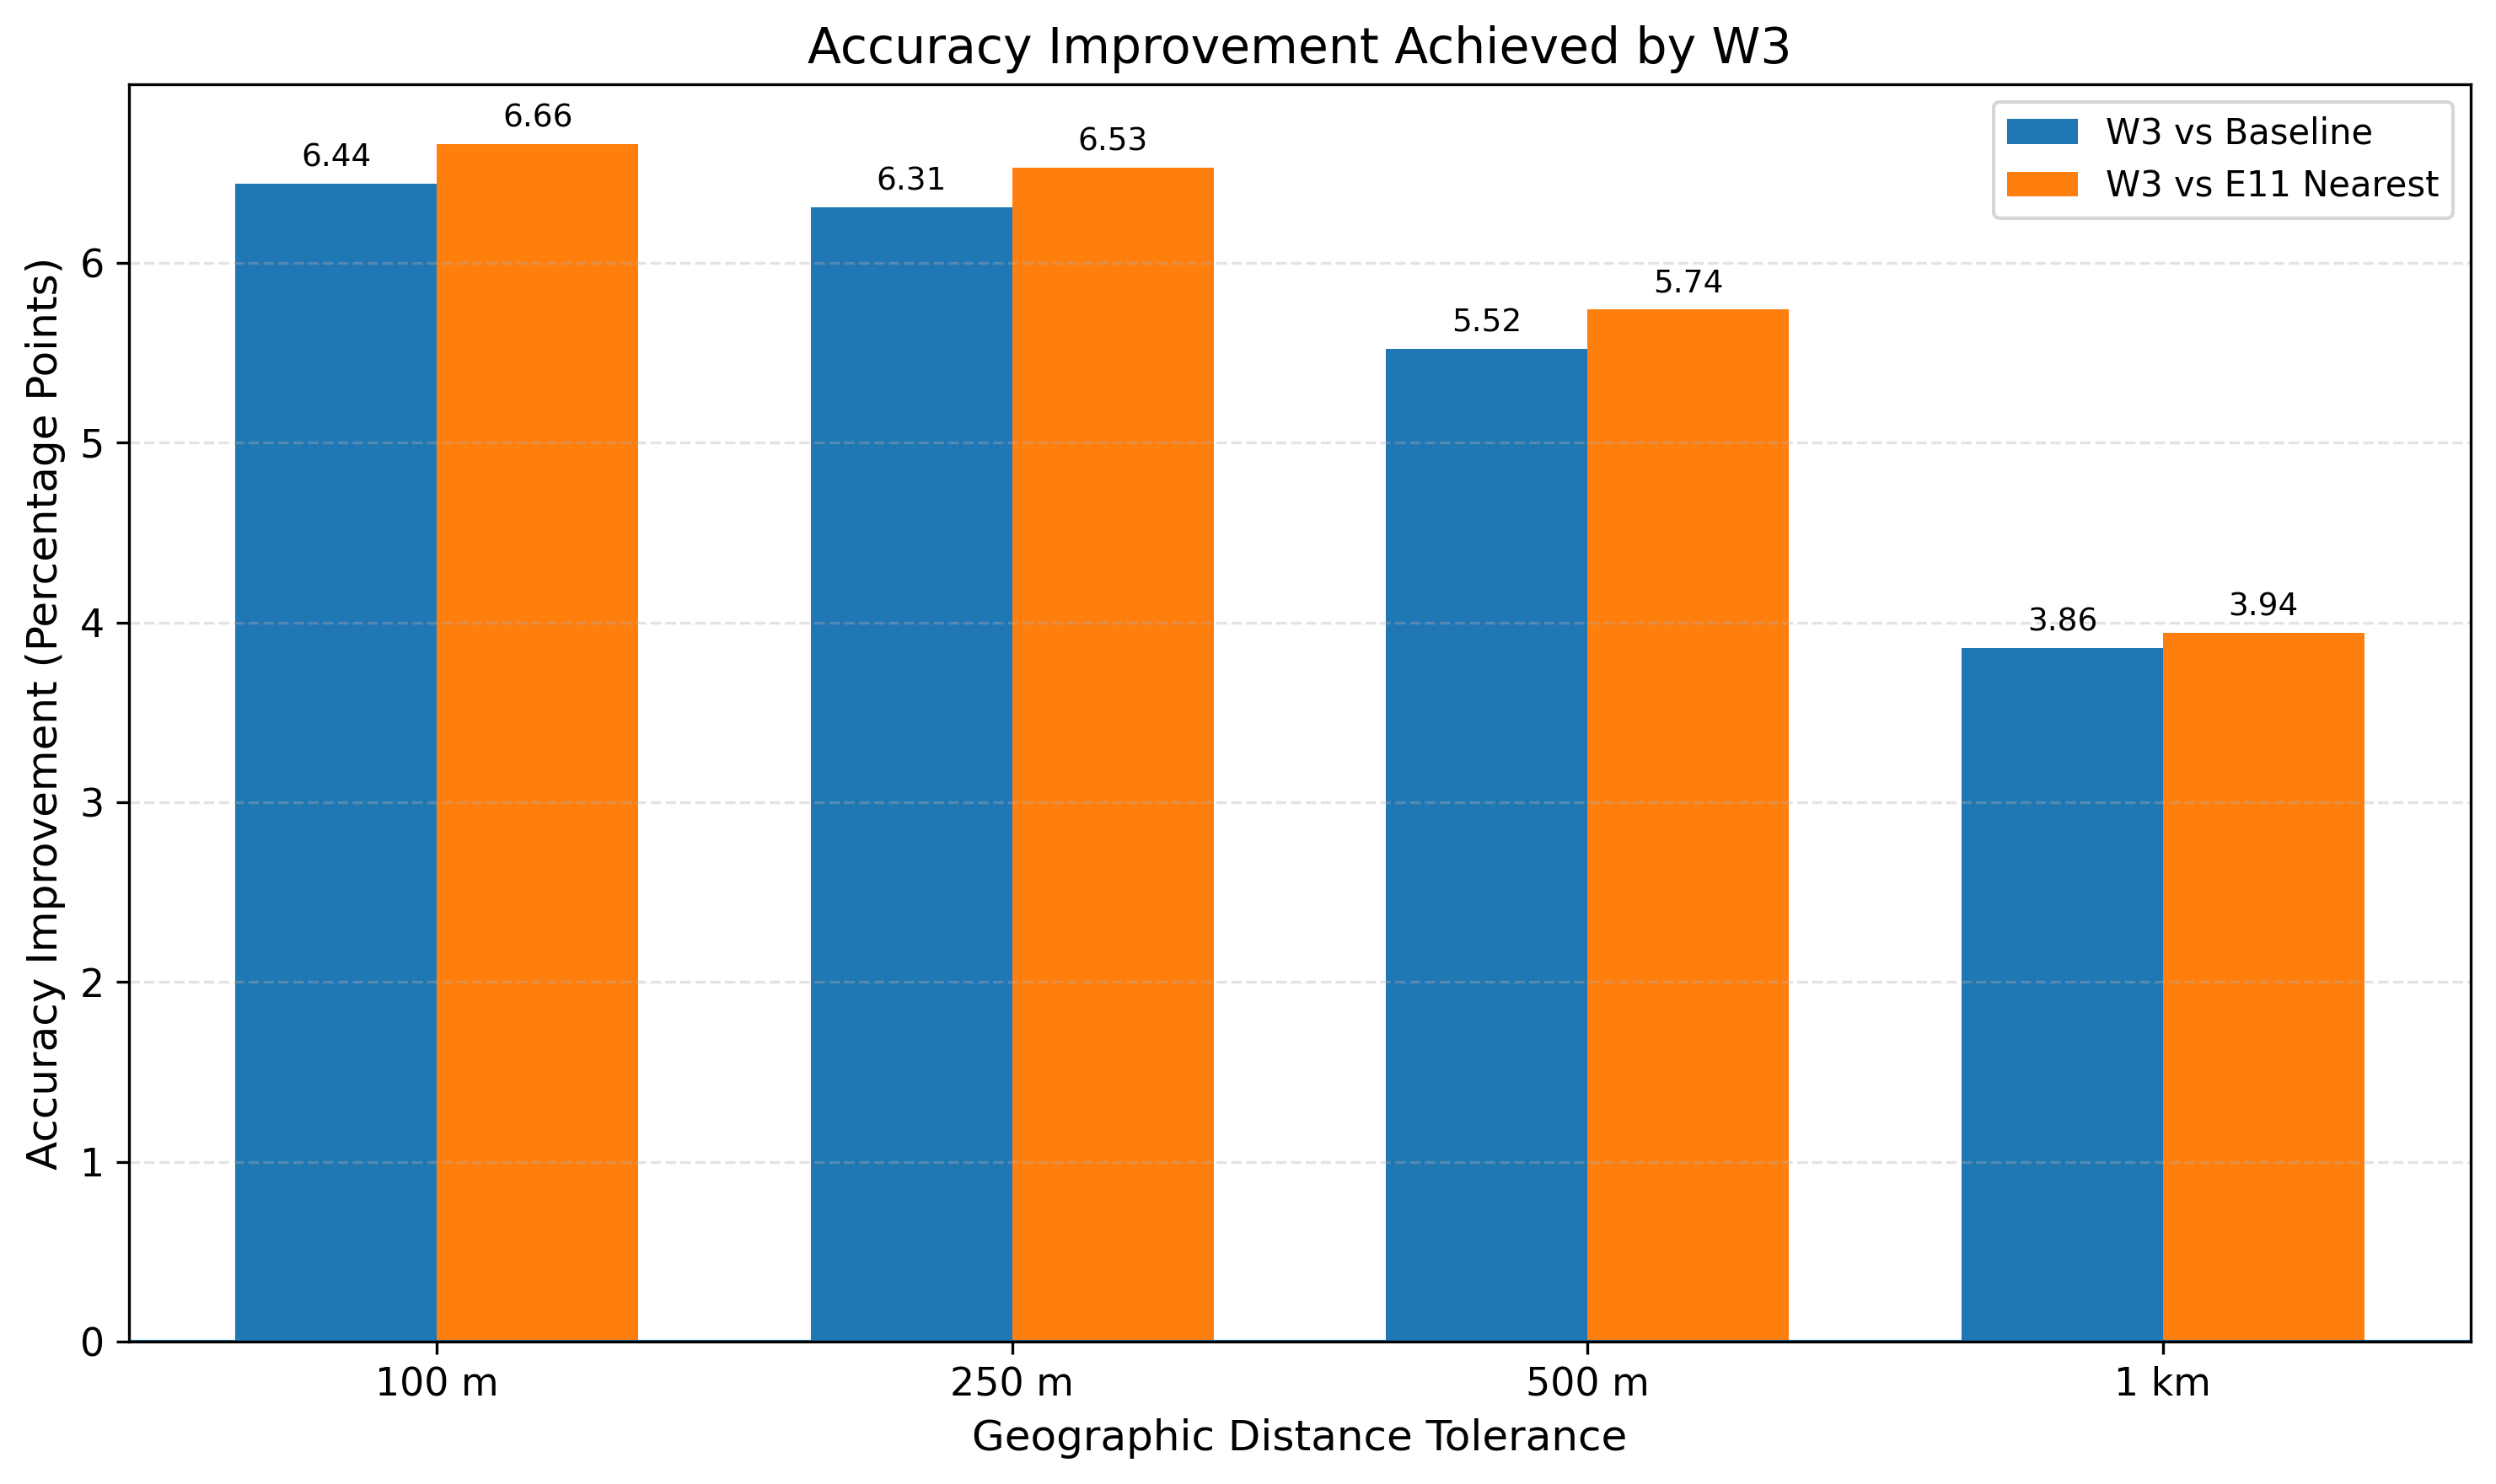 Accuracy Improvement Achieved by W3
W3 vs Baseline
W3 vs E11 Nearest
Accuracy Improvement (Percentage Points)
6
5
4
3
2
1
0
6.44
6.66
6.31
6.53
5.52
5.74
3.86
3.94
100 m
250 m
500 m
1 km
Geographic Distance Tolerance